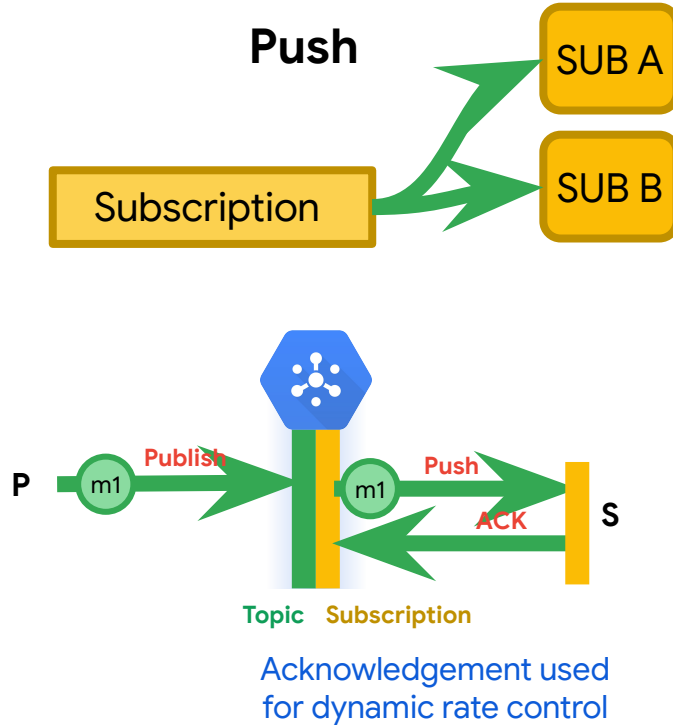 Push
SUB A
Subscription
SUB B
Publish
Push
P
m1
m1
ACK
S
Topic
Subscription
Acknowledgement used
for dynamic rate control